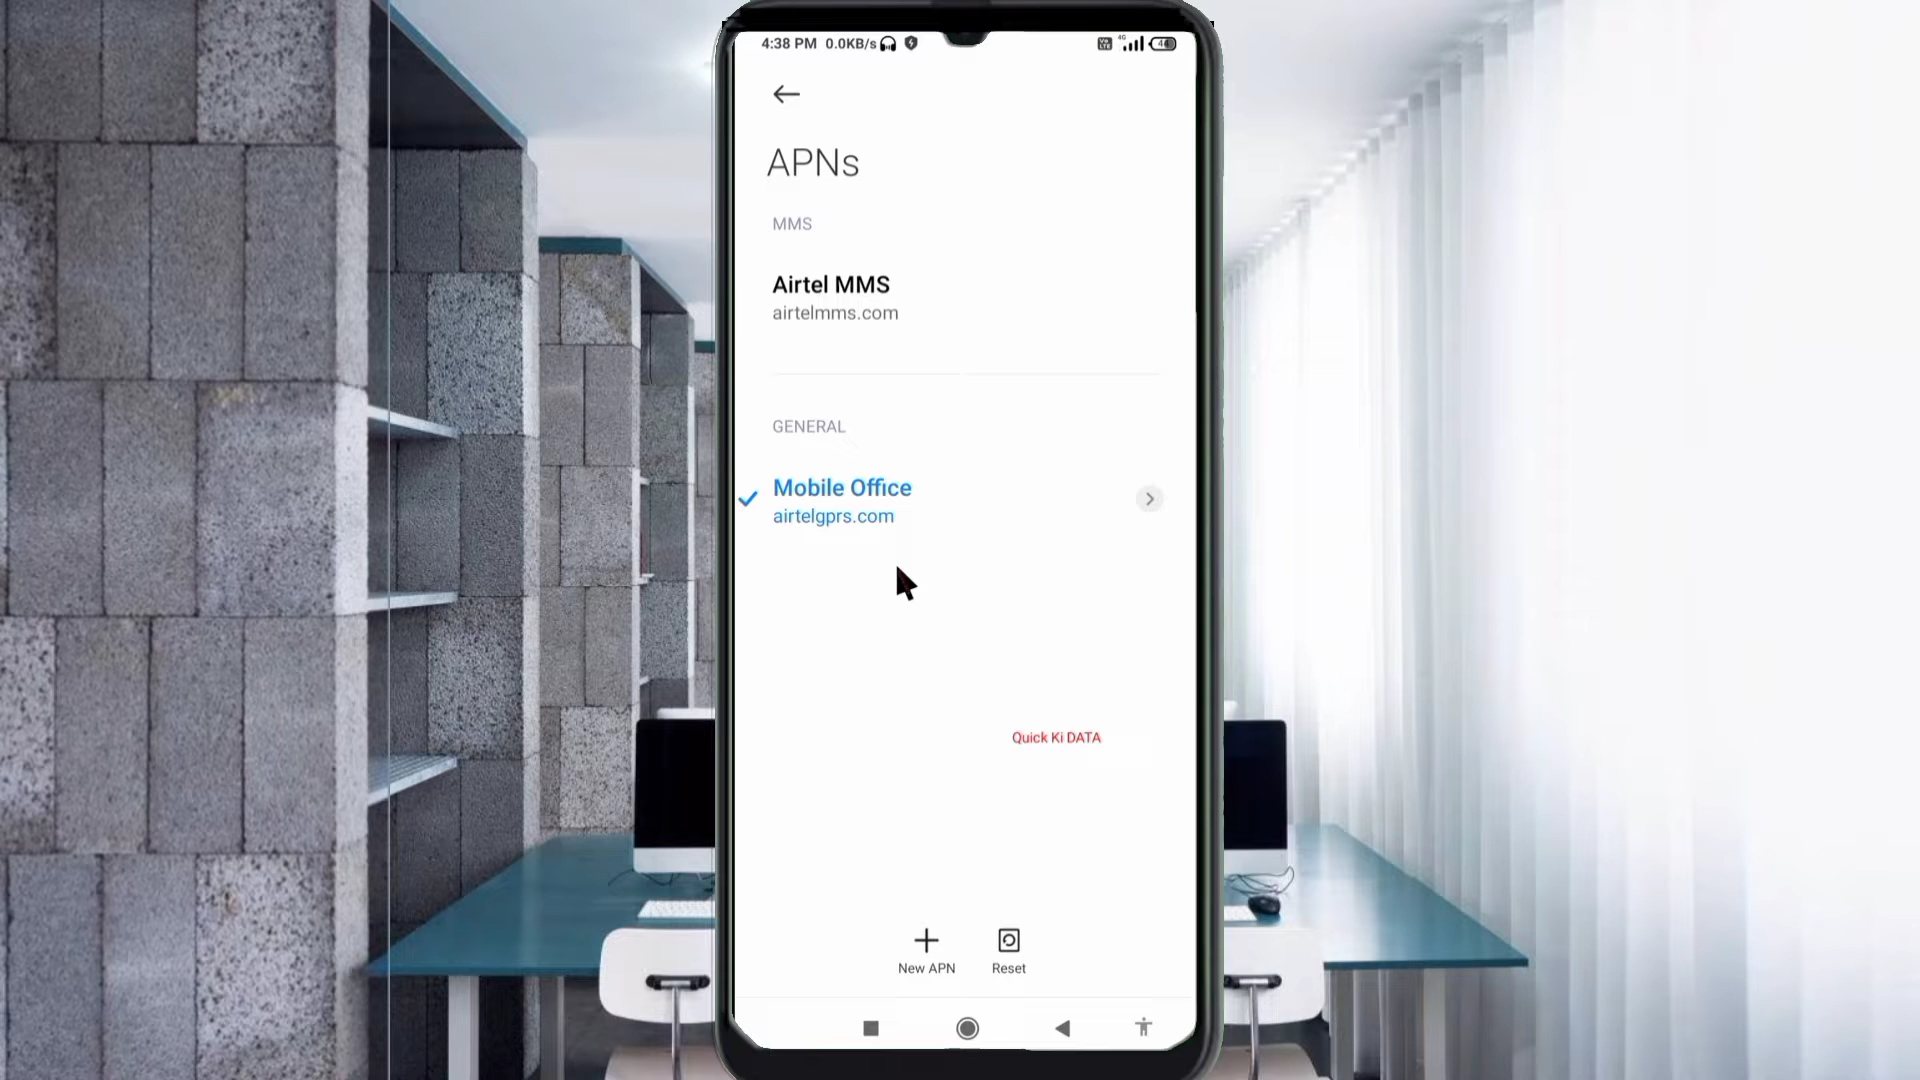 4:38 PM 0.0KB/s
4G
APNs
MMS
Airtel MMS
airtelmms.com
GENERAL
Mobile Office
airtelgprs.com
Quick Ki DATA
New APN
Reset